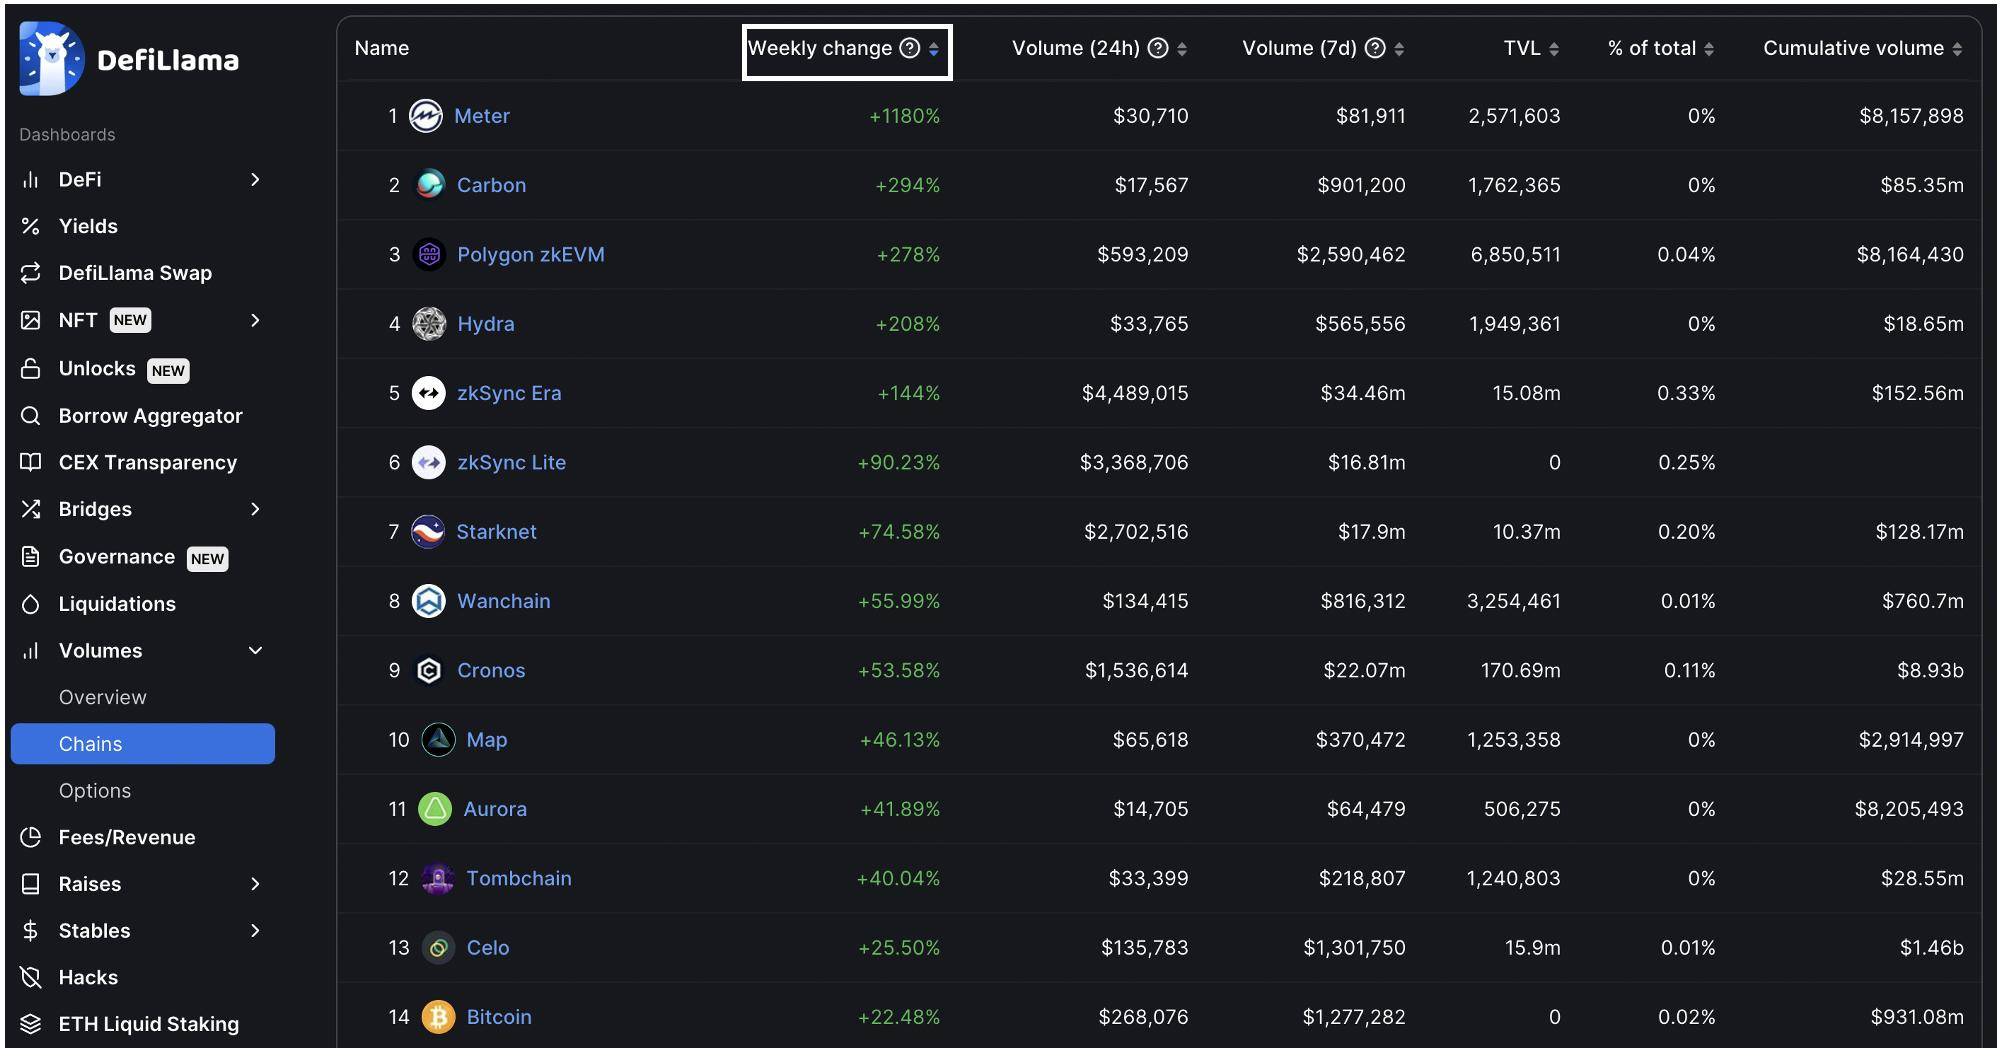 DefiLlama
Dashboards
DeFi
Yields
DefiLlama Swap
NFT NEW
Unlocks NEW
Borrow Aggregator
CEX Transparency
Bridges
Governance NEW
Liquidations
Volumes
Overview
Chains
Options
Fees/Revenue
Raises
Stables
Hacks
ETH Liquid Staking
Name Weekly change ? Volume (24h) ? Volume (7d) ? TVL % of total Cumulative volume
1 Meter +1180% $30,710 $81,911 2,571,603 0% $8,157,898
2 Carbon +294% $17,567 $901,200 1,762,365 0% $85.35m
3 Polygon zkEVM +278% $593,209 $2,590,462 6,850,511 0.04% $8,164,430
4 Hydra +208% $33,765 $565,556 1,949,361 0% $18.65m
5 zkSync Era +144% $4,489,015 $34.46m 15.08m 0.33% $152.56m
6 zkSync Lite +90.23% $3,368,706 $16.81m 0 0.25%
7 Starknet +74.58% $2,702,516 $17.9m 10.37m 0.20% $128.17m
8 Wanchain +55.99% $134,415 $816,312 3,254,461 0.01% $760.7m
9 Cronos +53.58% $1,536,614 $22.07m 170.69m 0.11% $8.93b
10 Map +46.13% $65,618 $370,472 1,253,358 0% $2,914,997
11 Aurora +41.89% $14,705 $64,479 506,275 0% $8,205,493
12 Tombchain +40.04% $33,399 $218,807 1,240,803 0% $28.55m
13 Celo +25.50% $135,783 $1,301,750 15.9m 0.01% $1.46b
14 Bitcoin +22.48% $268,076 $1,277,282 0 0.02% $931.08m